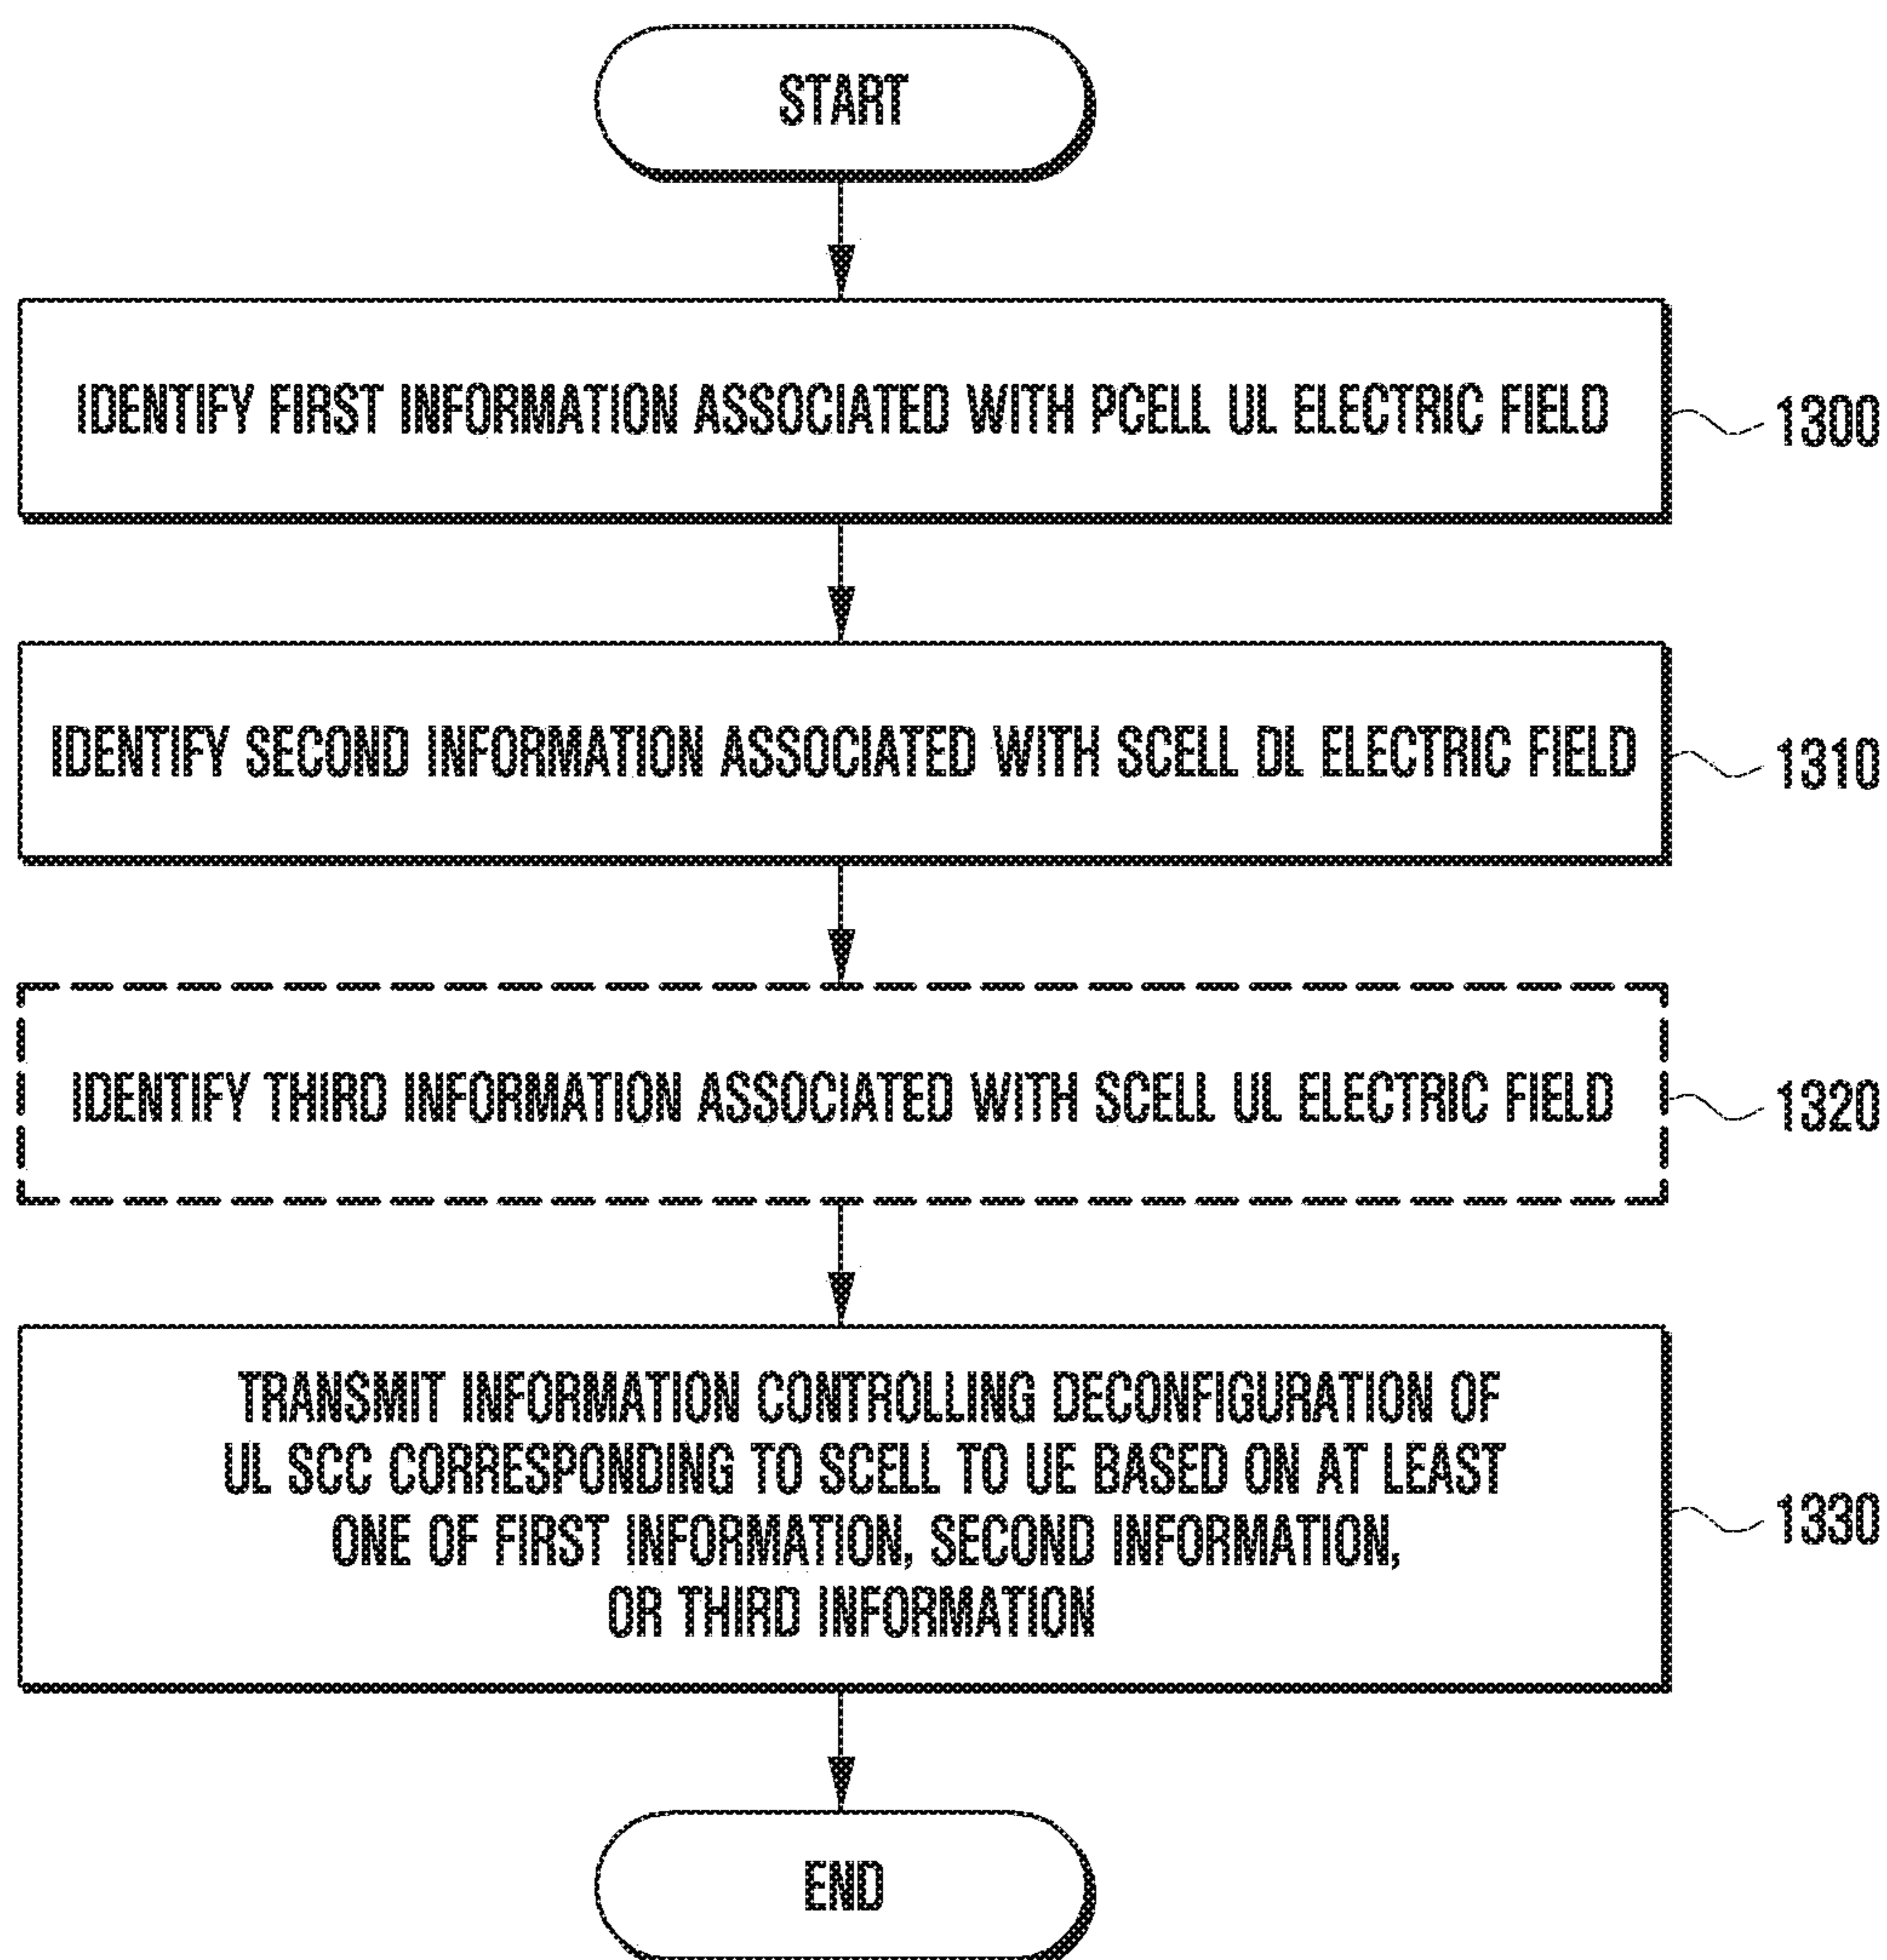 START
IDENTIFY FIRST INFORMATION ASSOCIATED WITH PCELL UL ELECTRIC FIELD
1300
IDENTIFY SECOND INFORMATION ASSOCIATED WITH SCELL DL ELECTRIC FIELD
1310
IDENTIFY THIRD INFORMATION ASSOCIATED WITH SCELL UL ELECTRIC FIELD
1320
TRANSMIT INFORMATION CONTROLLING DECONFIGURATION OF
UL SCC CORRESPONDING TO SCELL TO UE BASED ON AT LEAST
ONE OF FIRST INFORMATION, SECOND INFORMATION,
OR THIRD INFORMATION
1330
END